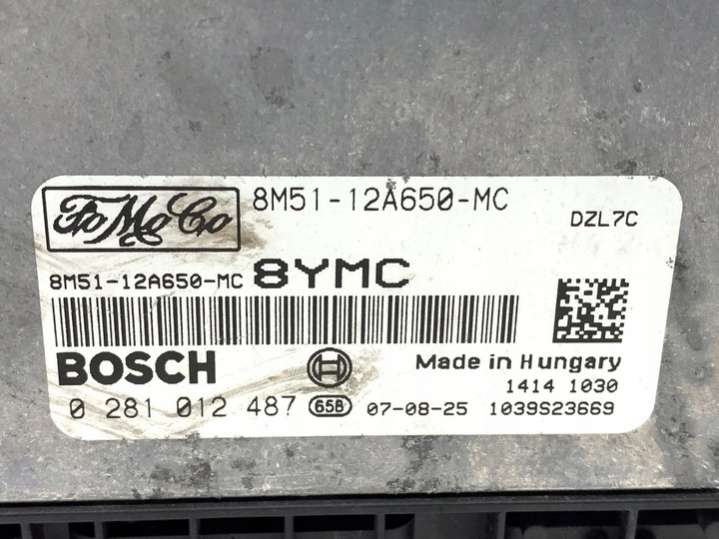 FoMoCo 8M51-12A650-MC
DZL7C
8M51-12A650-MC 8YMC
BOSCH
Made in Hungary
1414 1030
0 281 012 487 65B 07-08-25 1039S23669